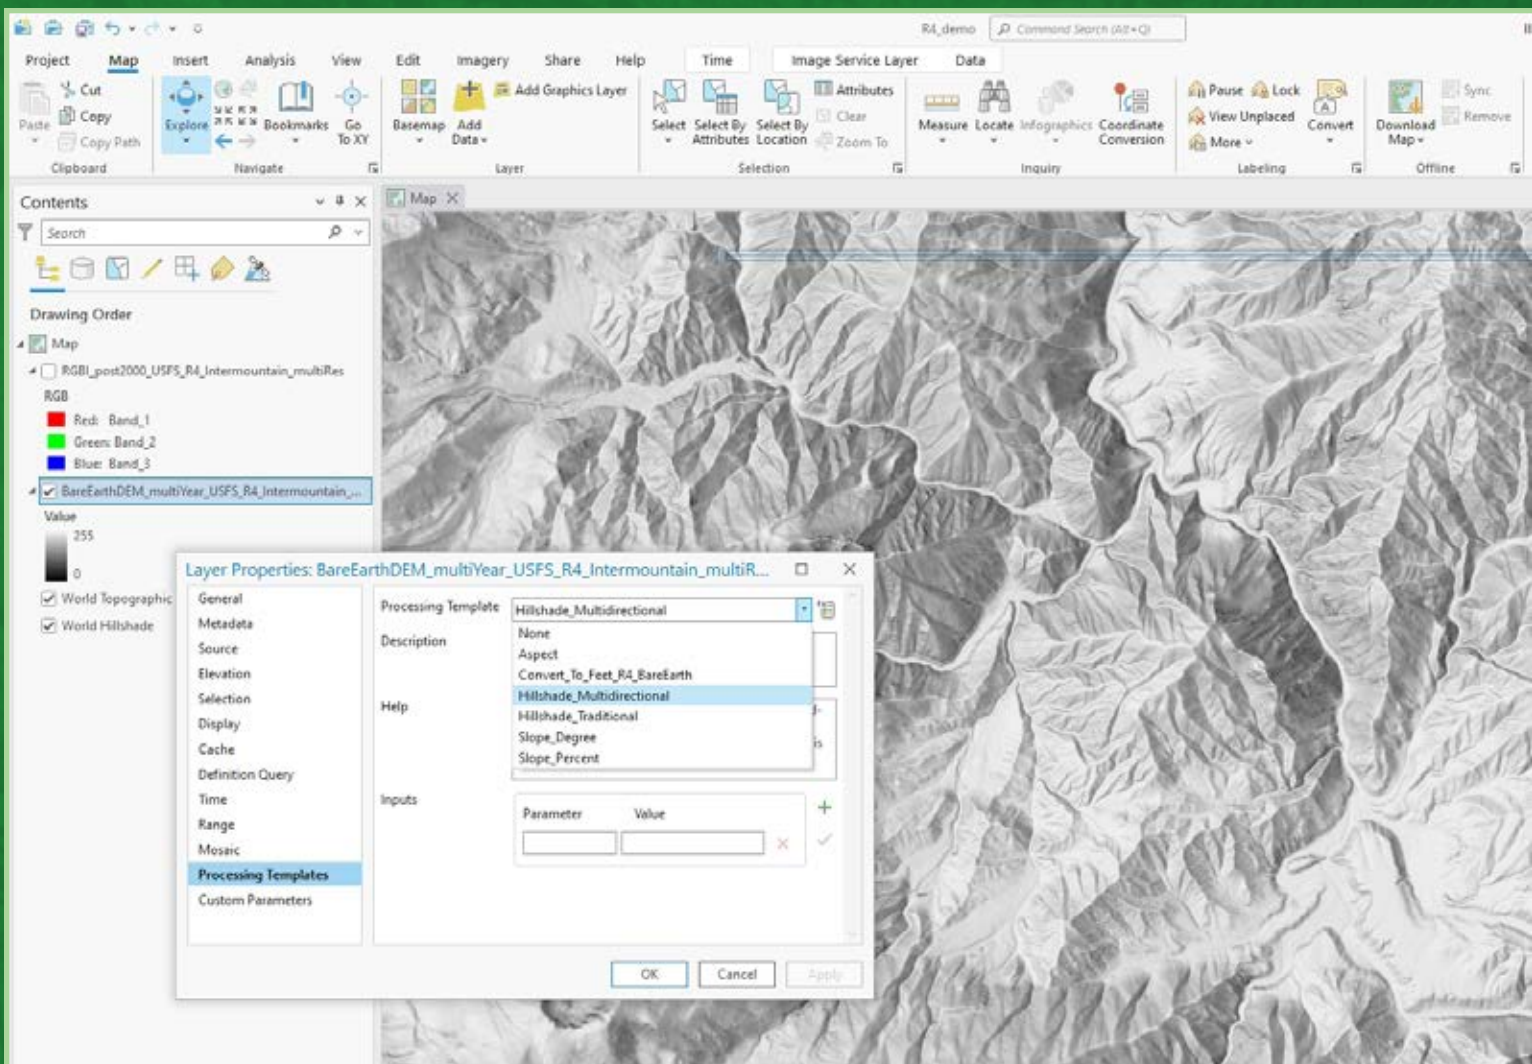 R4_demo Command Search (Alt+Q)
Project Map Insert Analysis View Edit Imagery Share Help Time Image Service Layer Data
Cut
Copy
Copy Path
Paste
Clipboard
Explore
Bookmarks
Go
To XY
Navigate
Basemap
Add
Data
Add Graphics Layer
Layer
Select
Select By
Attributes
Select By
Location
Attributes
Clear
Zoom To
Selection
Measure
Locate
Infographics
Coordinate
Conversion
Inquiry
Pause
Lock
View Unplaced
More
Convert
Labeling
Download
Map
Sync
Remove
Offline
Contents
Map
Search
Drawing Order
Map
RGBI_post2000_USFS_R4_Intermountain_multiRes
RGB
Red: Band_1
Green: Band_2
Blue: Band_3
BareEarthDEM_multiYear_USFS_R4_Intermountain_...
Value
255
0
World Topographic
World Hillshade
Layer Properties: BareEarthDEM_multiYear_USFS_R4_Intermountain_multiR...
General
Metadata
Source
Elevation
Selection
Display
Cache
Definition Query
Time
Range
Mosaic
Processing Templates
Custom Parameters
Processing Template
Hillshade_Multidirectional
None
Aspect
Convert_To_Feet_R4_BareEarth
Hillshade_Multidirectional
Hillshade_Traditional
Slope_Degree
Slope_Percent
Description
Help
is
Inputs
Parameter Value
OK Cancel Apply